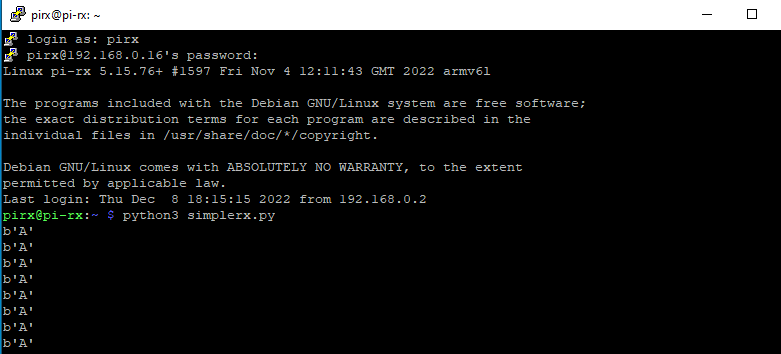 pirx@pi-rx: ~
login as: pirx
pirx@192.168.0.16's password:
Linux pi-rx 5.15.76+ #1597 Fri Nov 4 12:11:43 GMT 2022 armv6l
The programs included with the Debian GNU/Linux system are free software;
the exact distribution terms for each program are described in the
individual files in /usr/share/doc/*/copyright.
Debian GNU/Linux comes with ABSOLUTELY NO WARRANTY, to the extent
permitted by applicable law.
Last login: Thu Dec  8 18:15:15 2022 from 192.168.0.2
pirx@pi-rx:~ $ python3 simplerx.py
b'A'
b'A'
b'A'
b'A'
b'A'
b'A'
b'A'
b'A'